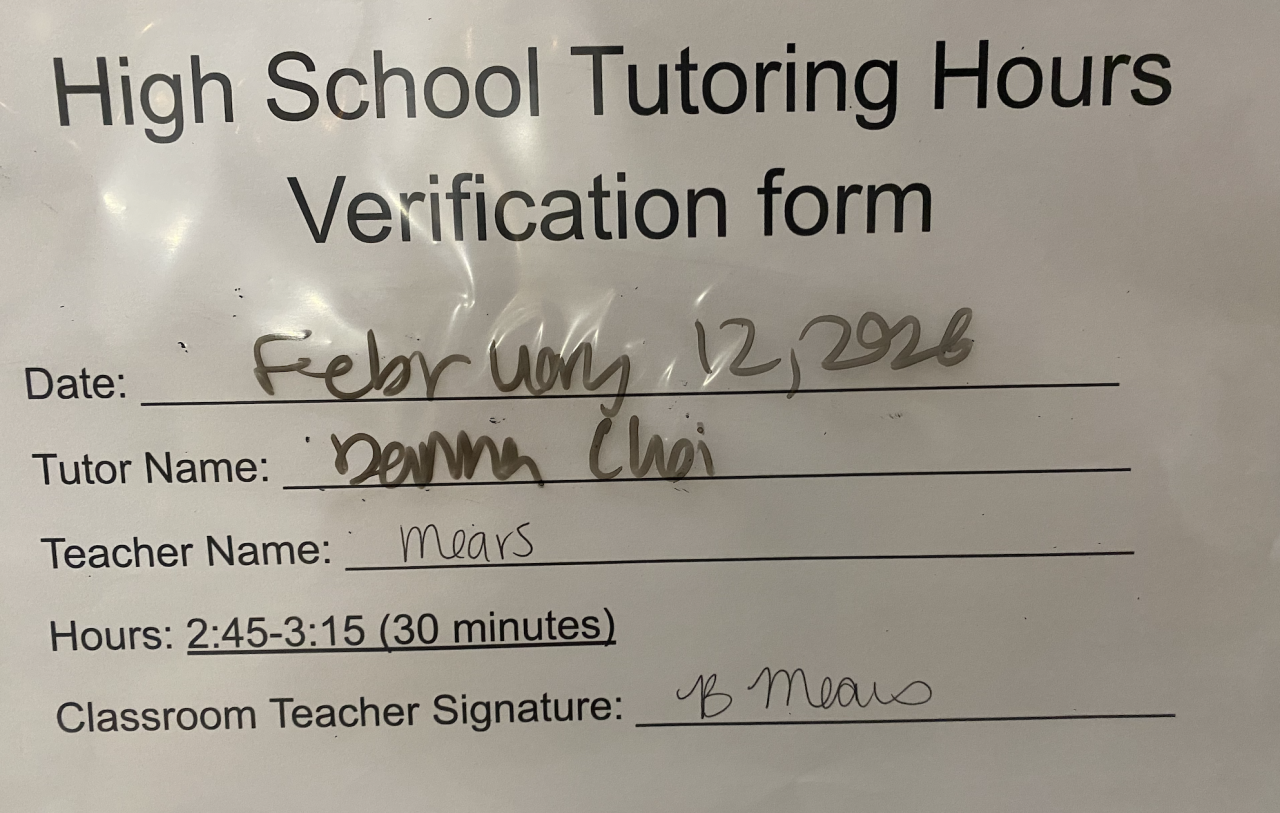 High School Tutoring Hours
Verification form
Date: February 12, 2026
Tutor Name: Danna Choi
Teacher Name: Mears
Hours: 2:45-3:15 (30 minutes)
Classroom Teacher Signature: B Mears